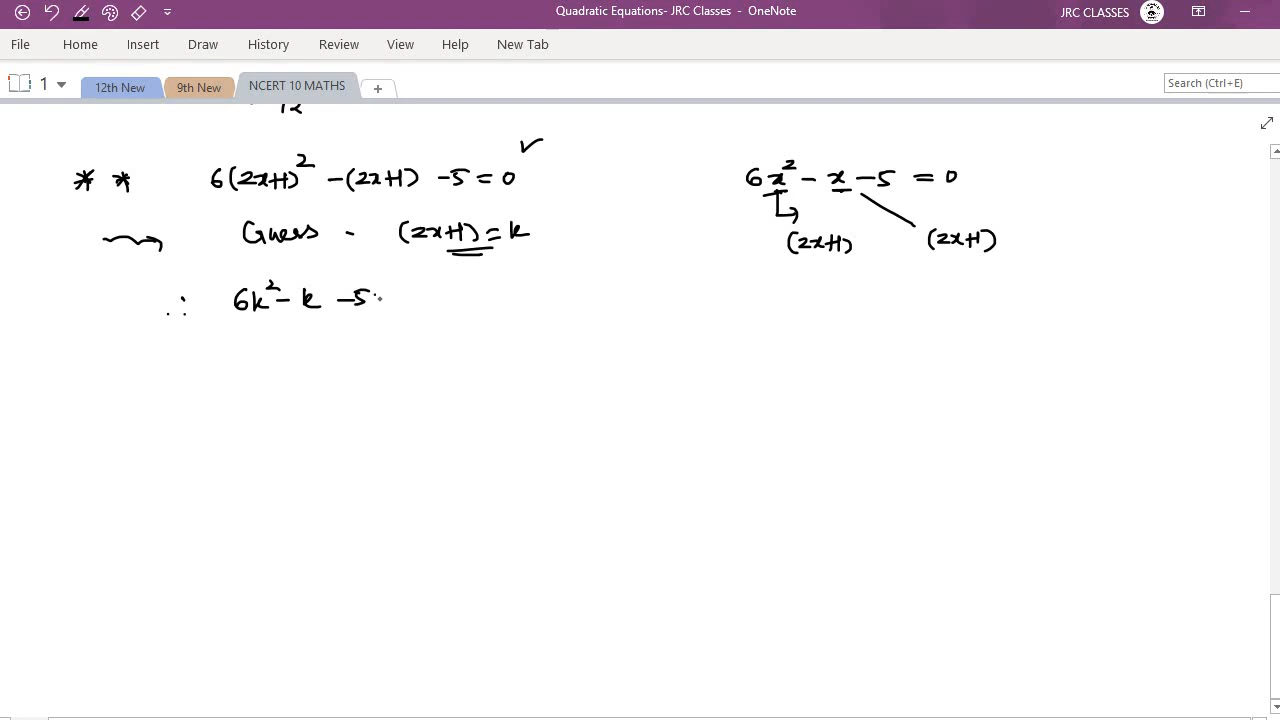 Quadratic Equations- JRC Classes - OneNote
JRC CLASSES
File Home Insert Draw History Review View Help New Tab
1 12th New 9th New NCERT 10 MATHS +
Search (Ctrl+E)
12
** 6(2x+1)² -(2x+1) -5 = 0 ✓
6x² - x - 5 = 0
Guess - (2x+1) = k
(2x+1) (2x+1)
∴ 6k² - k -5